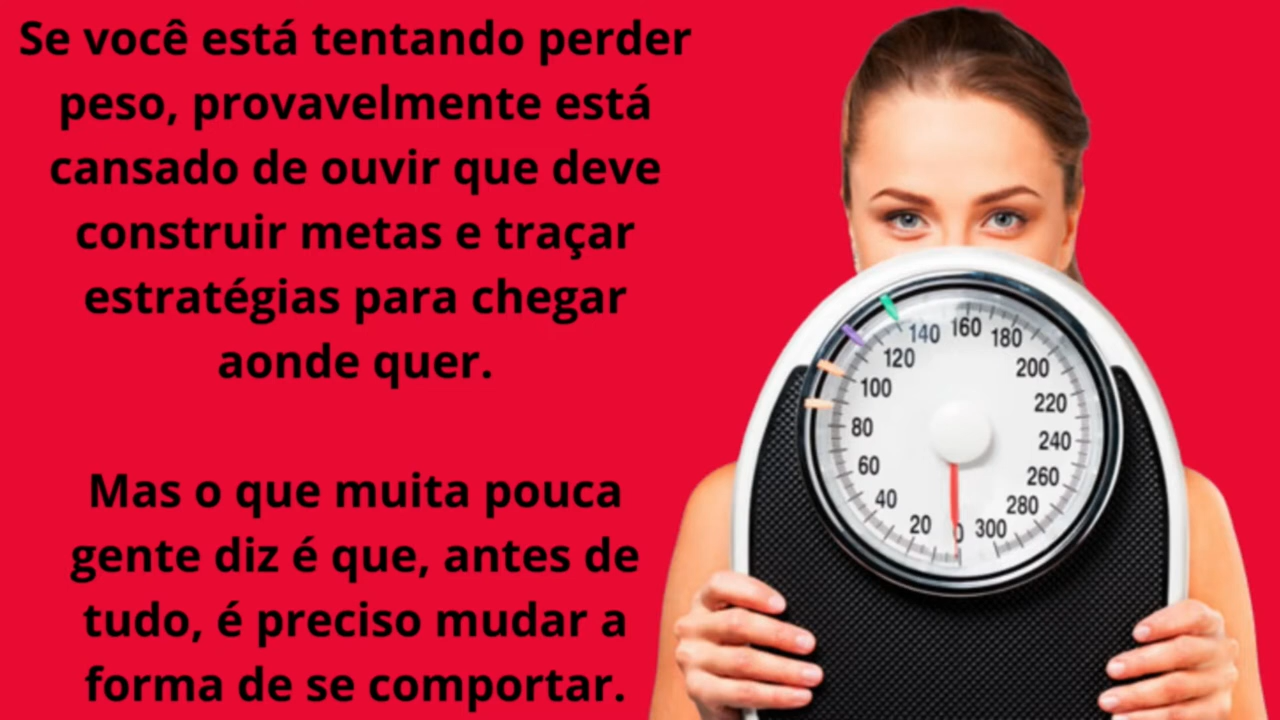 Se você está tentando perder
peso, provavelmente está
cansado de ouvir que deve
construir metas e traçar
estratégias para chegar
aonde quer.
Mas o que muita pouca
gente diz é que, antes de
tudo, é preciso mudar a
forma de se comportar.
0
20
40
60
80
100
120
140
160
180
200
220
240
260
280
300